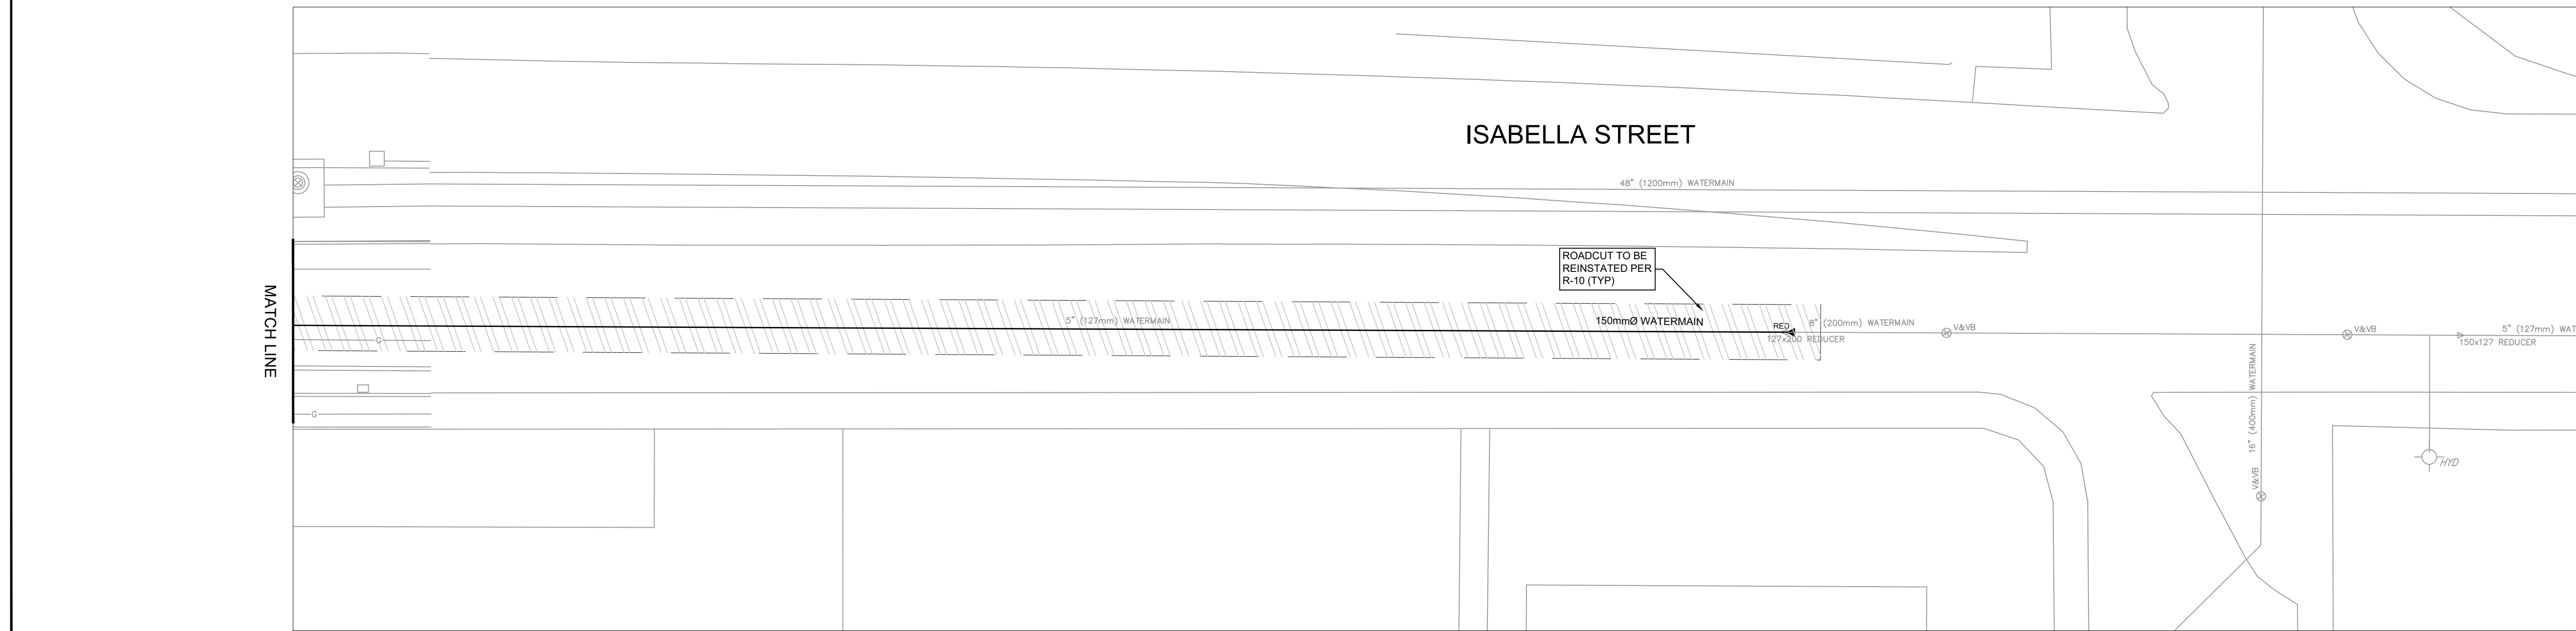 ISABELLA STREET
48" (1200mm) WATERMAIN
ROADCUT TO BE
REINSTATED PER
R-10 (TYP)
MATCH LINE
5" (127mm) WATERMAIN
150mmØ WATERMAIN
RED
8" (200mm) WATERMAIN
127x200 REDUCER
V&VB
V&VB
5" (127mm) WAT
150x127 REDUCER
G
G
16" (400mm) WATERMAIN
V&VB
HYD